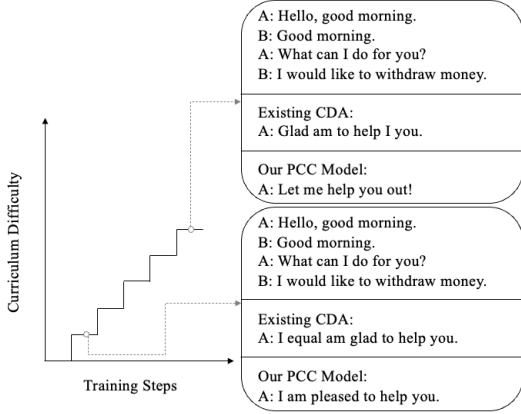 A: Hello, good morning.
B: Good morning.
A: What can I do for you?
B: I would like to withdraw money.
Existing CDA:
A: Glad am to help I you.
Our PCC Model:
A: Let me help you out!
A: Hello, good morning.
B: Good morning.
A: What can I do for you?
B: I would like to withdraw money.
Existing CDA:
A: I equal am glad to help you.
Our PCC Model:
A: I am pleased to help you.
Curriculum Difficulty
Training Steps